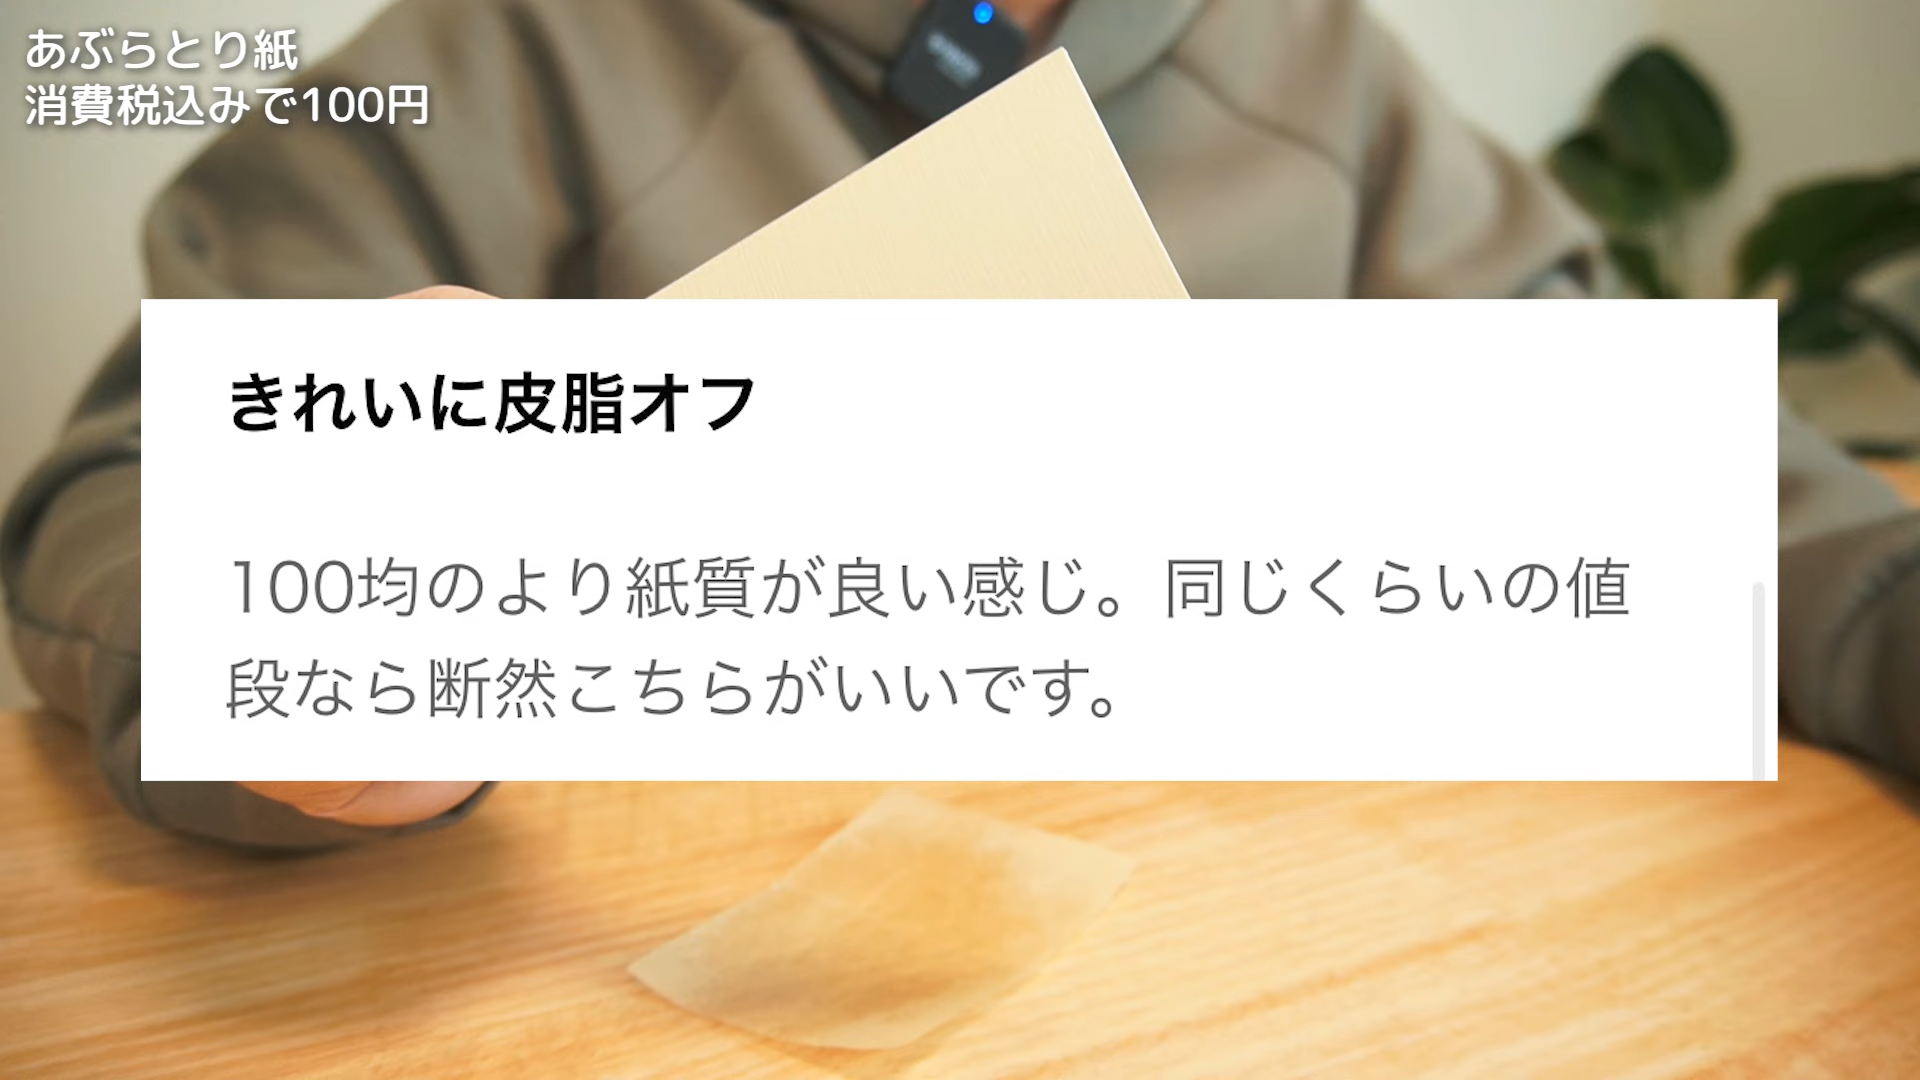 あぶらとり紙
消費税込みで100円
きれいに皮脂オフ
100均のより紙質が良い感じ。同じくらいの値
段なら断然こちらがいいです。